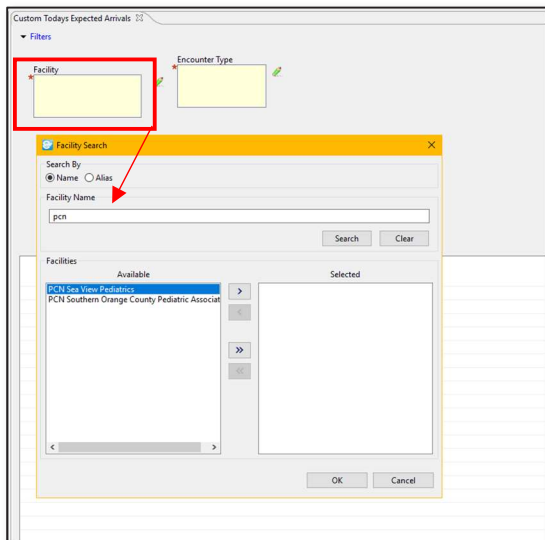 Custom Todays Expected Arrivals
Filters
Facility
Encounter Type
Facility Search
Search By
Name Alias
Facility Name
pcn
Search Clear
Facilities
Available Selected
PCN Sea View Pediatrics
PCN Southern Orange County Pediatric Associat
OK Cancel